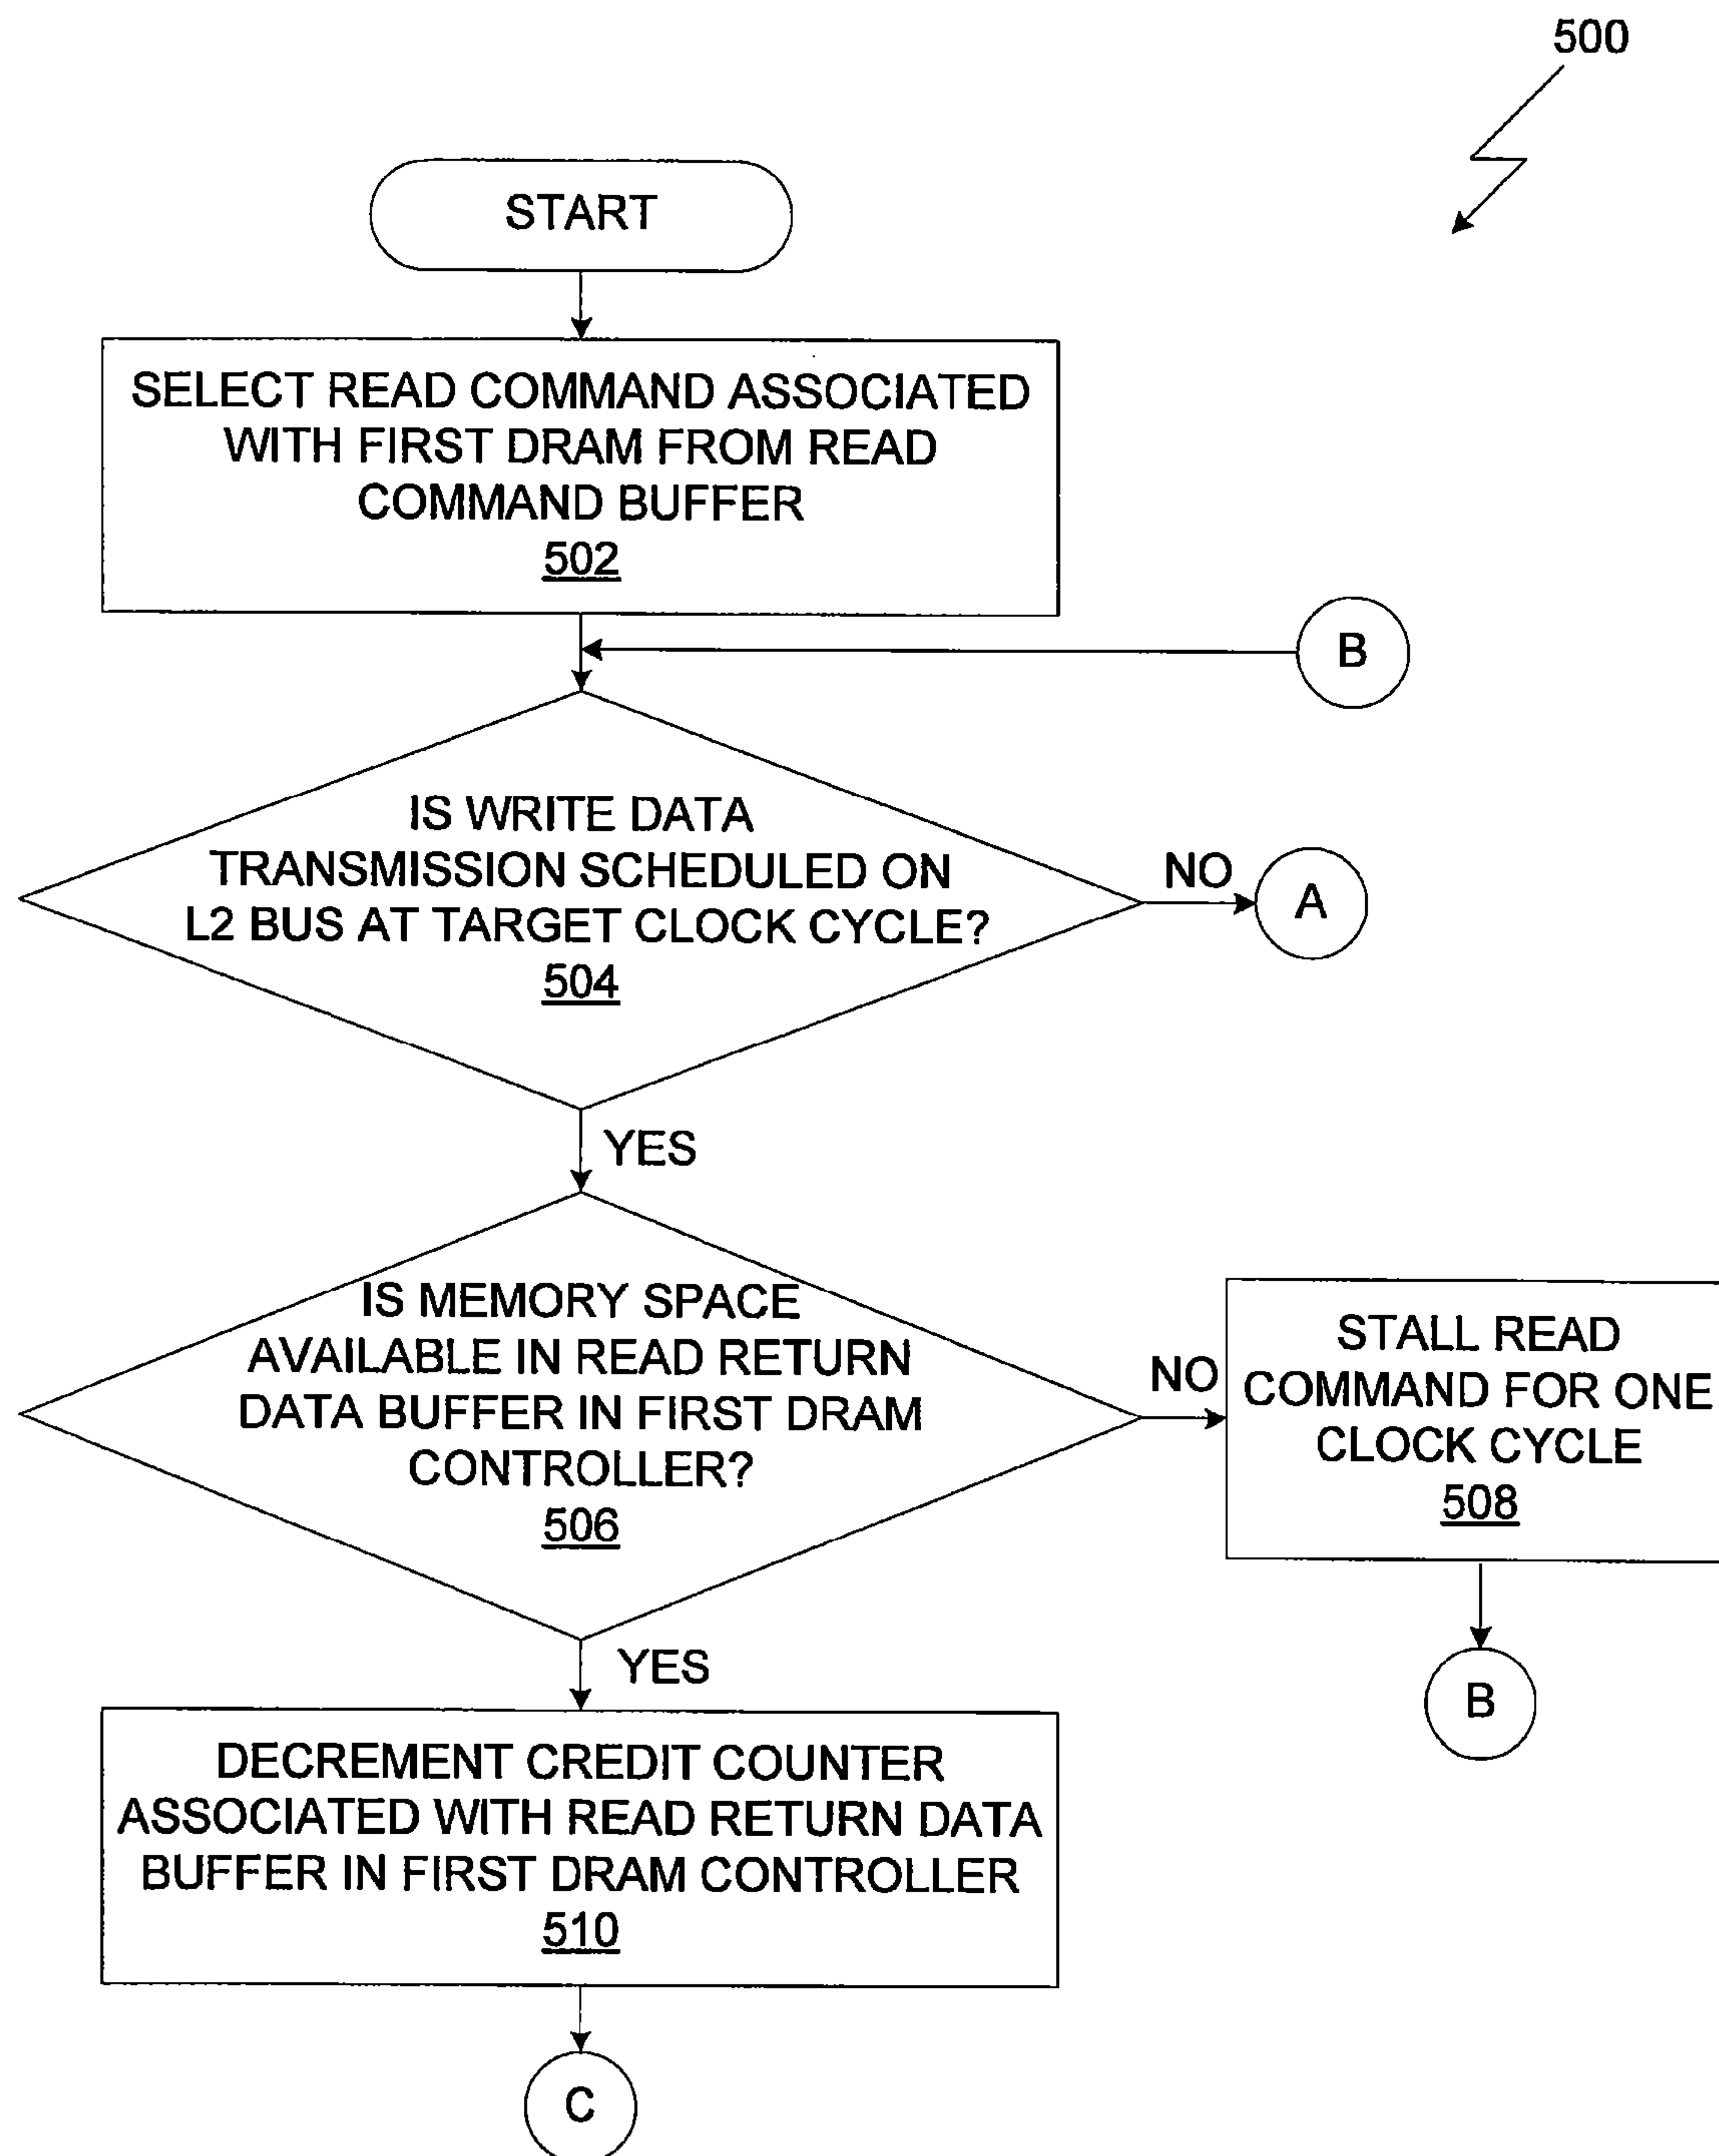 500
START
SELECT READ COMMAND ASSOCIATED
WITH FIRST DRAM FROM READ
COMMAND BUFFER
502
B
IS WRITE DATA
TRANSMISSION SCHEDULED ON
L2 BUS AT TARGET CLOCK CYCLE?
504
NO
A
YES
IS MEMORY SPACE
AVAILABLE IN READ RETURN
DATA BUFFER IN FIRST DRAM
CONTROLLER?
506
NO
STALL READ
COMMAND FOR ONE
CLOCK CYCLE
508
B
YES
DECREMENT CREDIT COUNTER
ASSOCIATED WITH READ RETURN DATA
BUFFER IN FIRST DRAM CONTROLLER
510
C